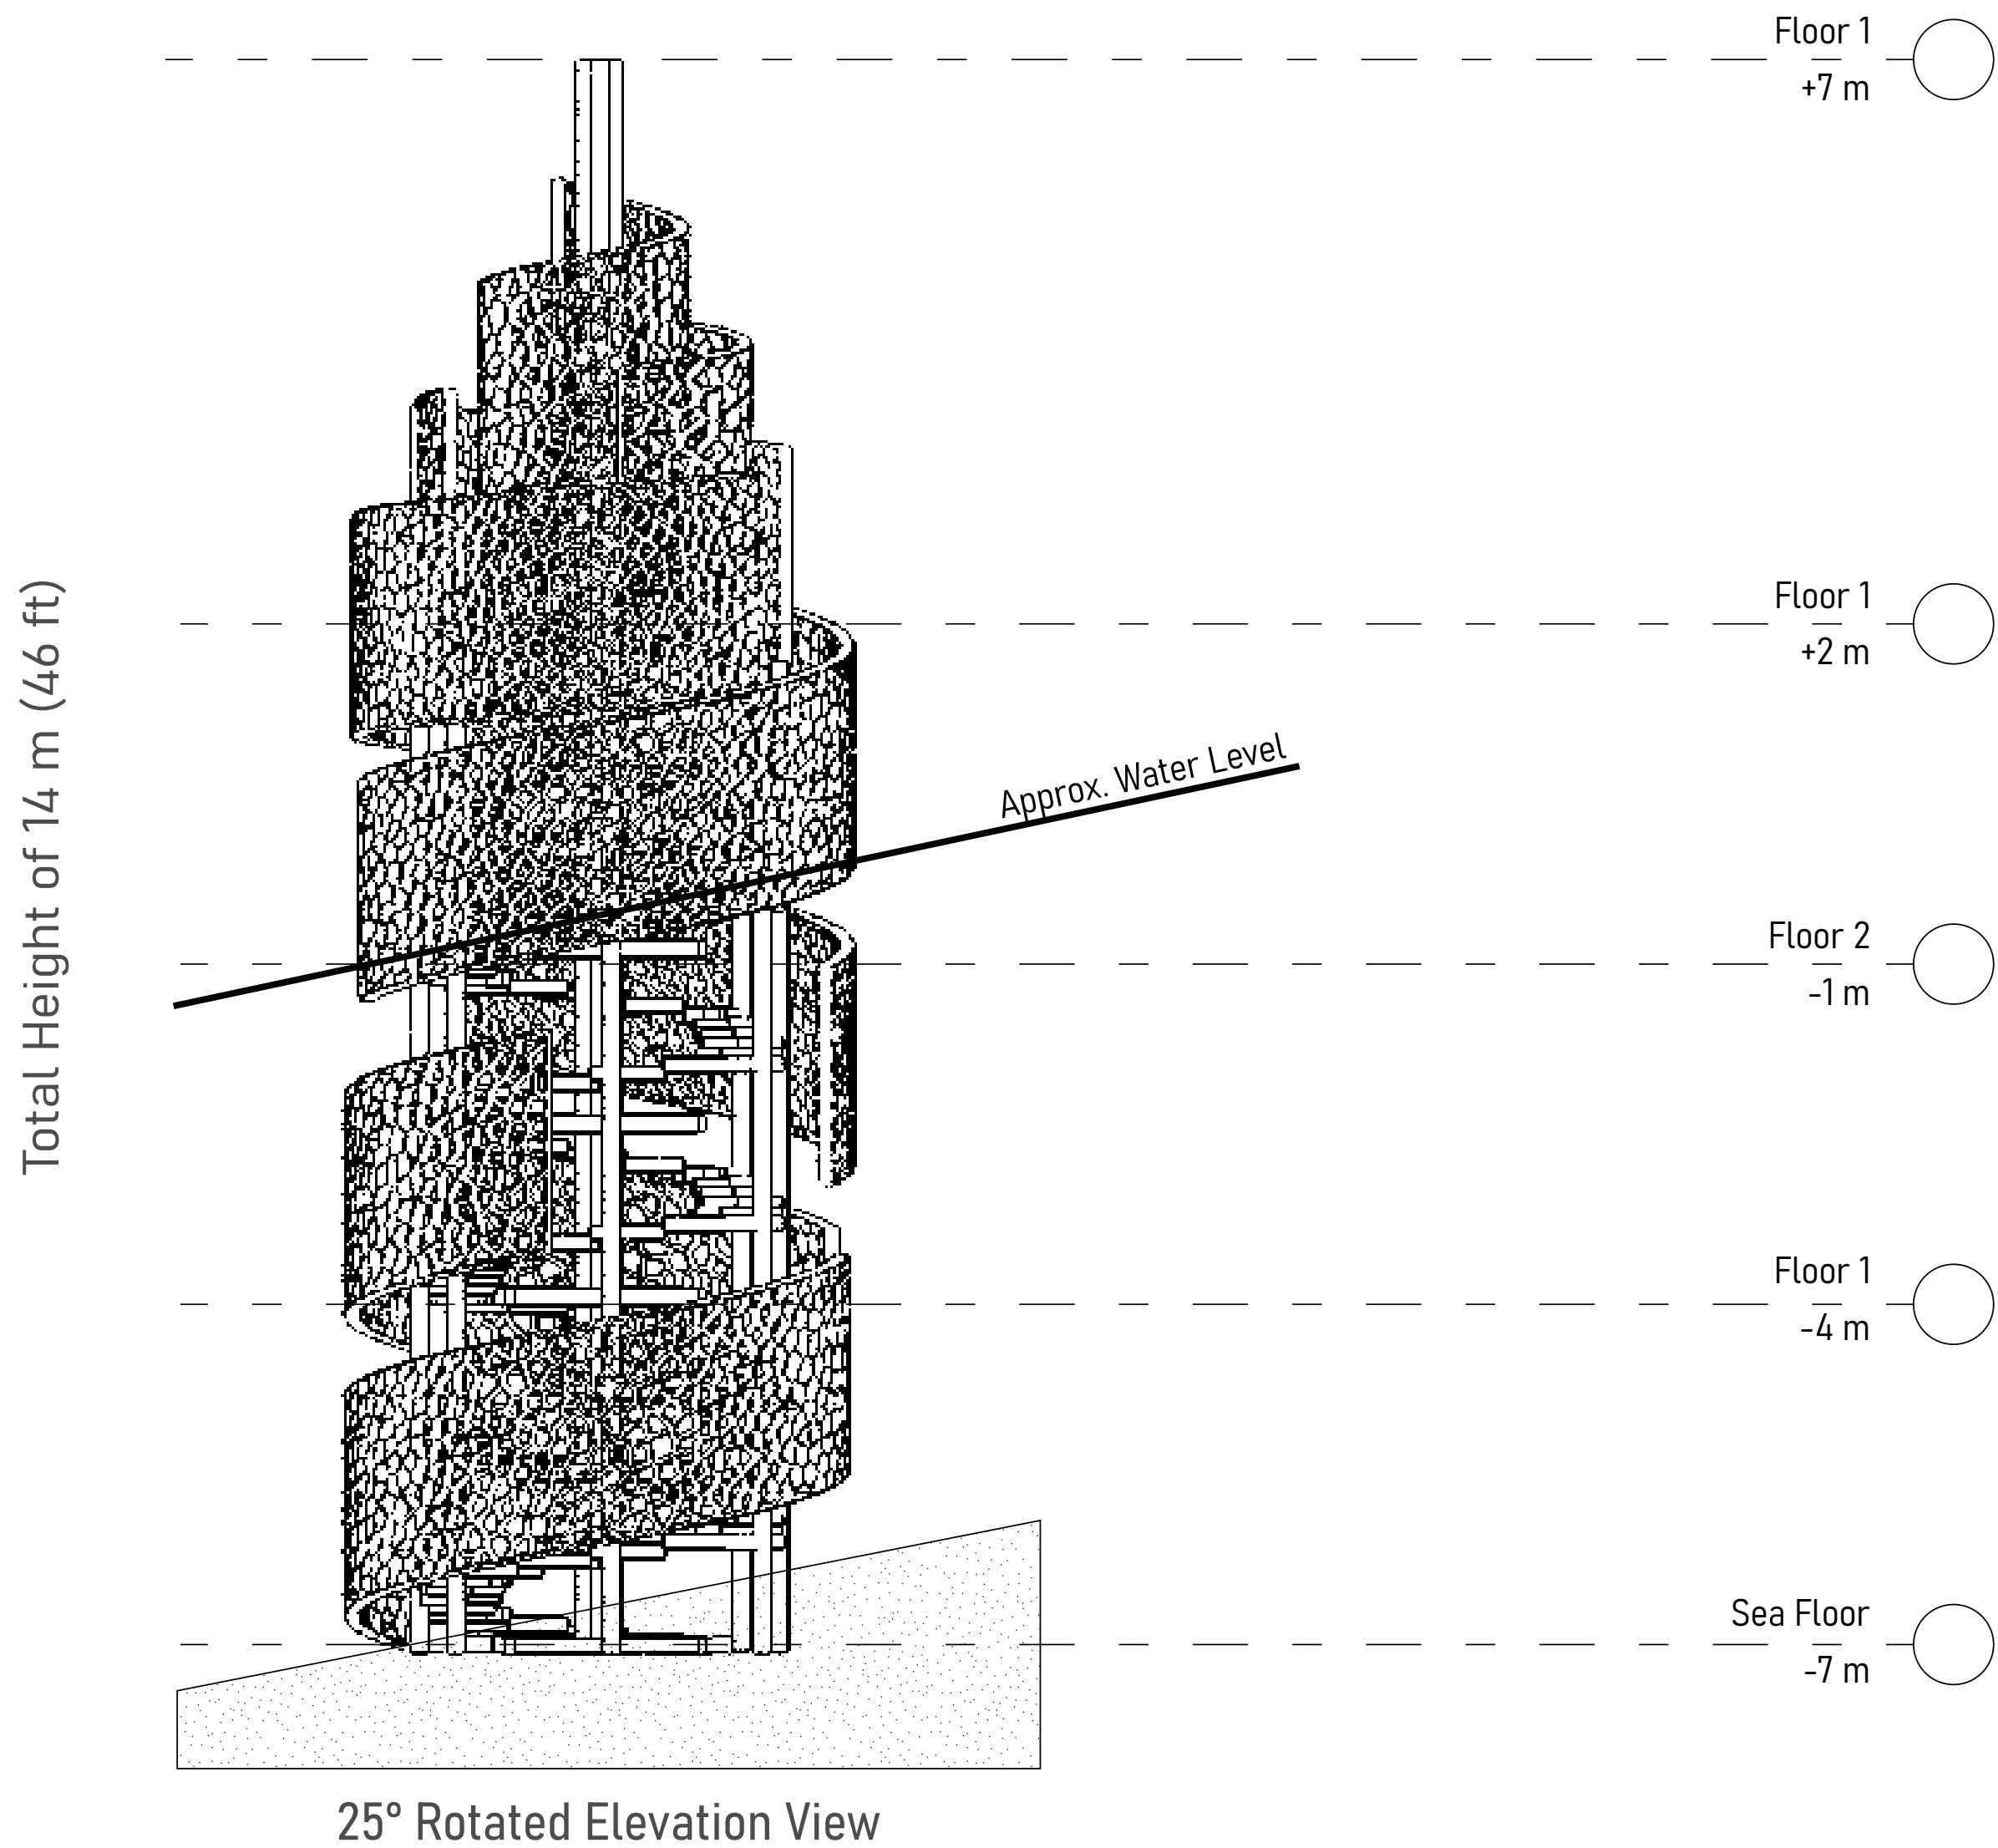 Floor 1
+7 m
Floor 1
+2 m
Total Height of 14 m (46 ft)
Approx. Water Level
Floor 2
-1 m
Floor 1
-4 m
Sea Floor
-7 m
25° Rotated Elevation View